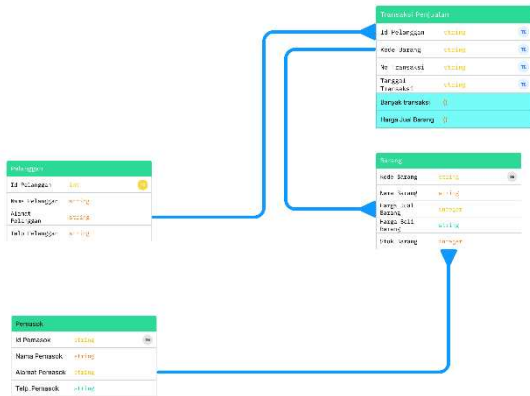 Transaksi Penjualan
Id Pelanggan string
Kode Barang string
No Transaksi string
Tanggal
Transaksi string
Banyak transaksi {}
Harga Jual Barang {}
Pelanggan
Id Pelanggan
Nama Pelanggan string
Alamat
Pelanggan string
Telp Pelanggan string
Barang
Kode Barang string
Nama Barang string
Harga Jual
Barang integer
Harga Beli
Barang string
Stok Barang integer
Pemasok
Id Pemasok string
Nama Pemasok string
Alamat Pemasok string
Telp. Pemasok string